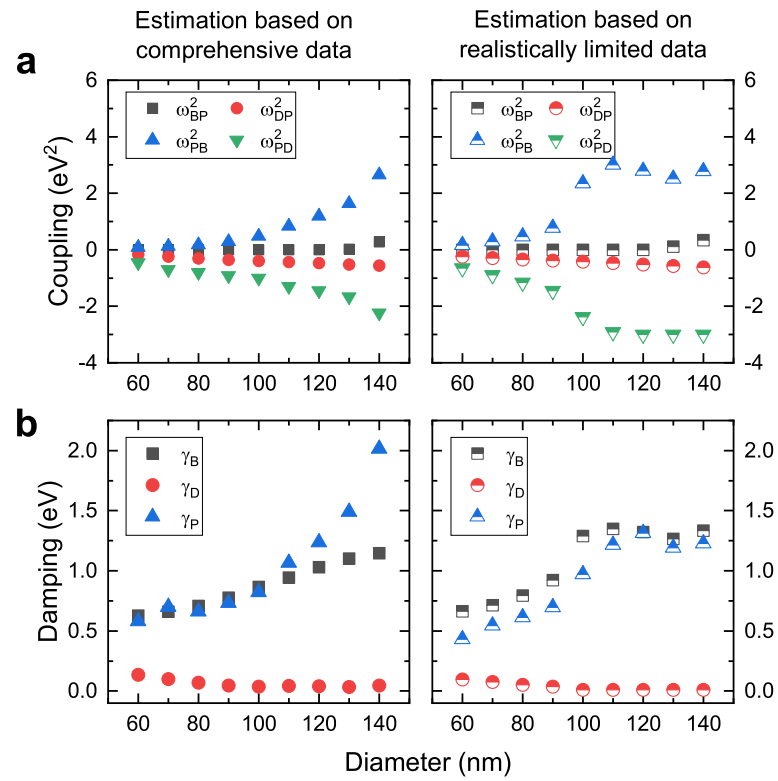 Estimation based on
comprehensive data
Estimation based on
realistically limited data
a
6
4
2
0
-2
-4
Coupling (eV²)
ω²BP
ω²DP
ω²PB
ω²PD
60
80
100
120
140
ω²BP
ω²DP
ω²PB
ω²PD
60
80
100
120
140
6
4
2
0
-2
-4
b
2.0
1.5
1.0
0.5
0.0
Damping (eV)
γB
γD
γP
60
80
100
120
140
γB
γD
γP
60
80
100
120
140
2.0
1.5
1.0
0.5
0.0
Diameter (nm)